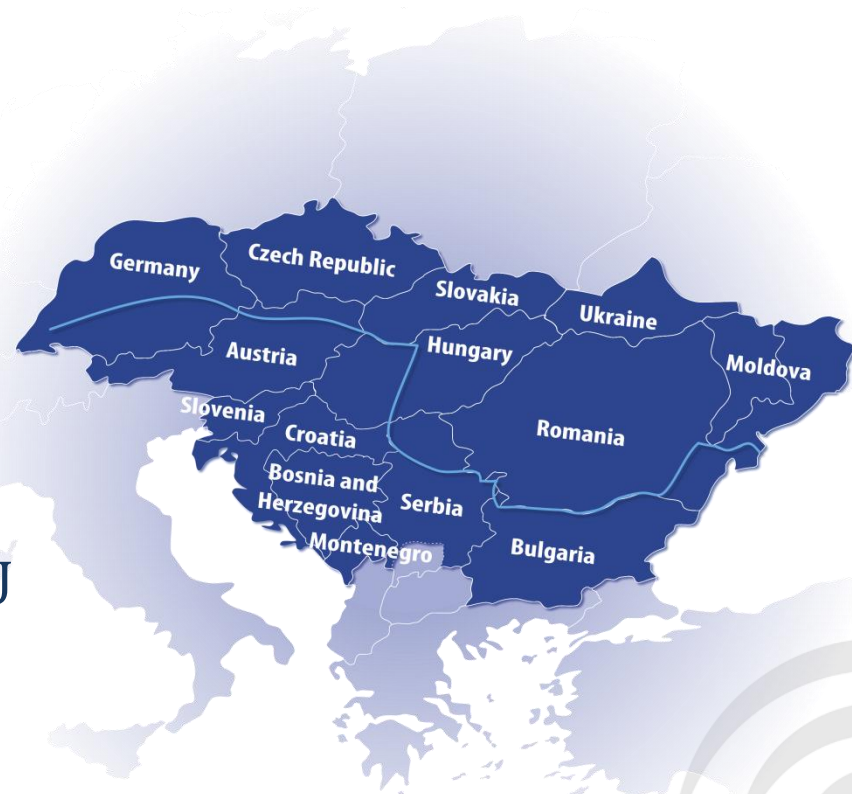 Germany
Czech Republic
Slovakia
Ukraine
Austria
Hungary
Moldova
Slovenia
Croatia
Romania
Bosnia and
Herzegovina
Serbia
Montenegro
Bulgaria